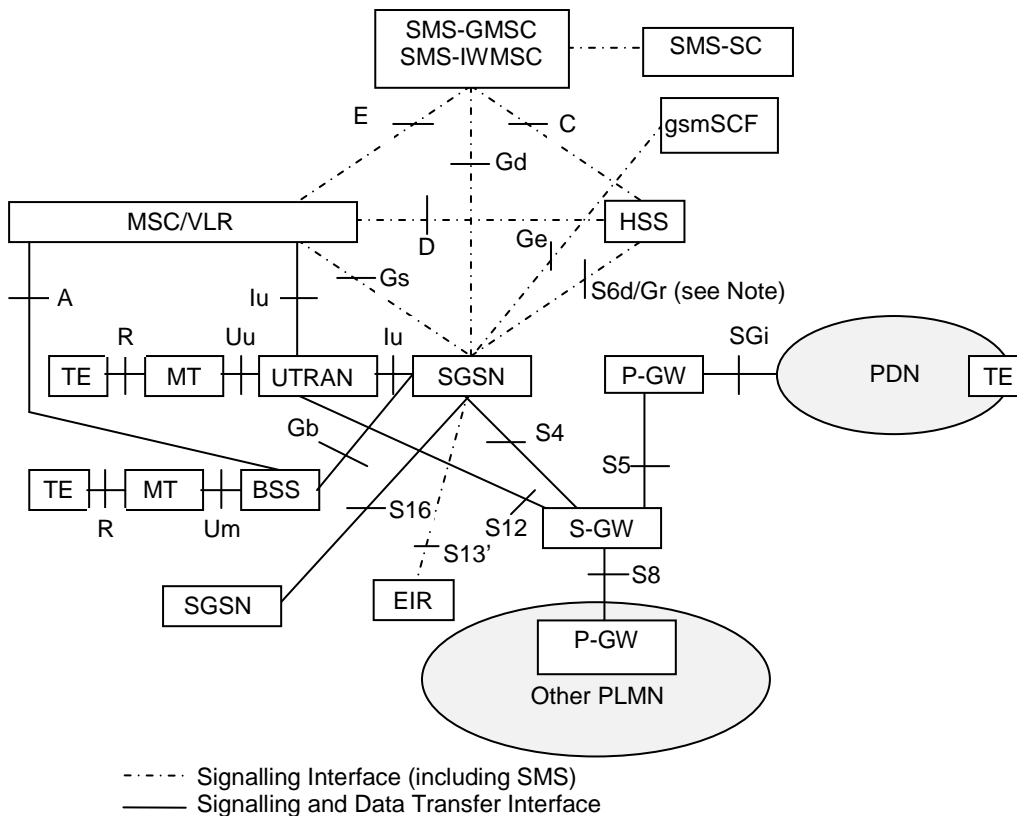 SMS-GMSC
SMS-IWMSC
SMS-SC
gsmSCF
E
C
Gd
MSC/VLR
HSS
D
Ge
A
Iu
Gs
S6d/Gr (see Note)
SGi
R
Uu
Iu
TE
MT
UTRAN
SGSN
P-GW
PDN
TE
Gb
S4
S5
TE
MT
BSS
R
Um
S16
S12
S-GW
S13’
S8
SGSN
EIR
P-GW
Other PLMN
Signalling Interface (including SMS)
Signalling and Data Transfer Interface